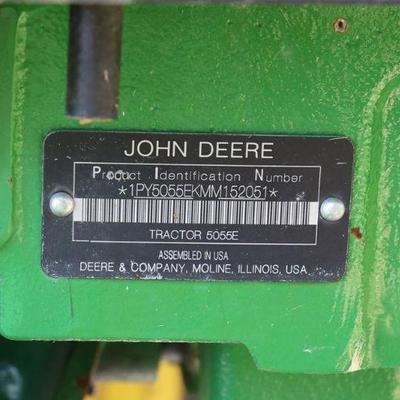 JOHN DEERE
Product Identification Number
*1PY5055EKMM152051*
TRACTOR 5055E
ASSEMBLED IN USA
DEERE & COMPANY, MOLINE, ILLINOIS, USA